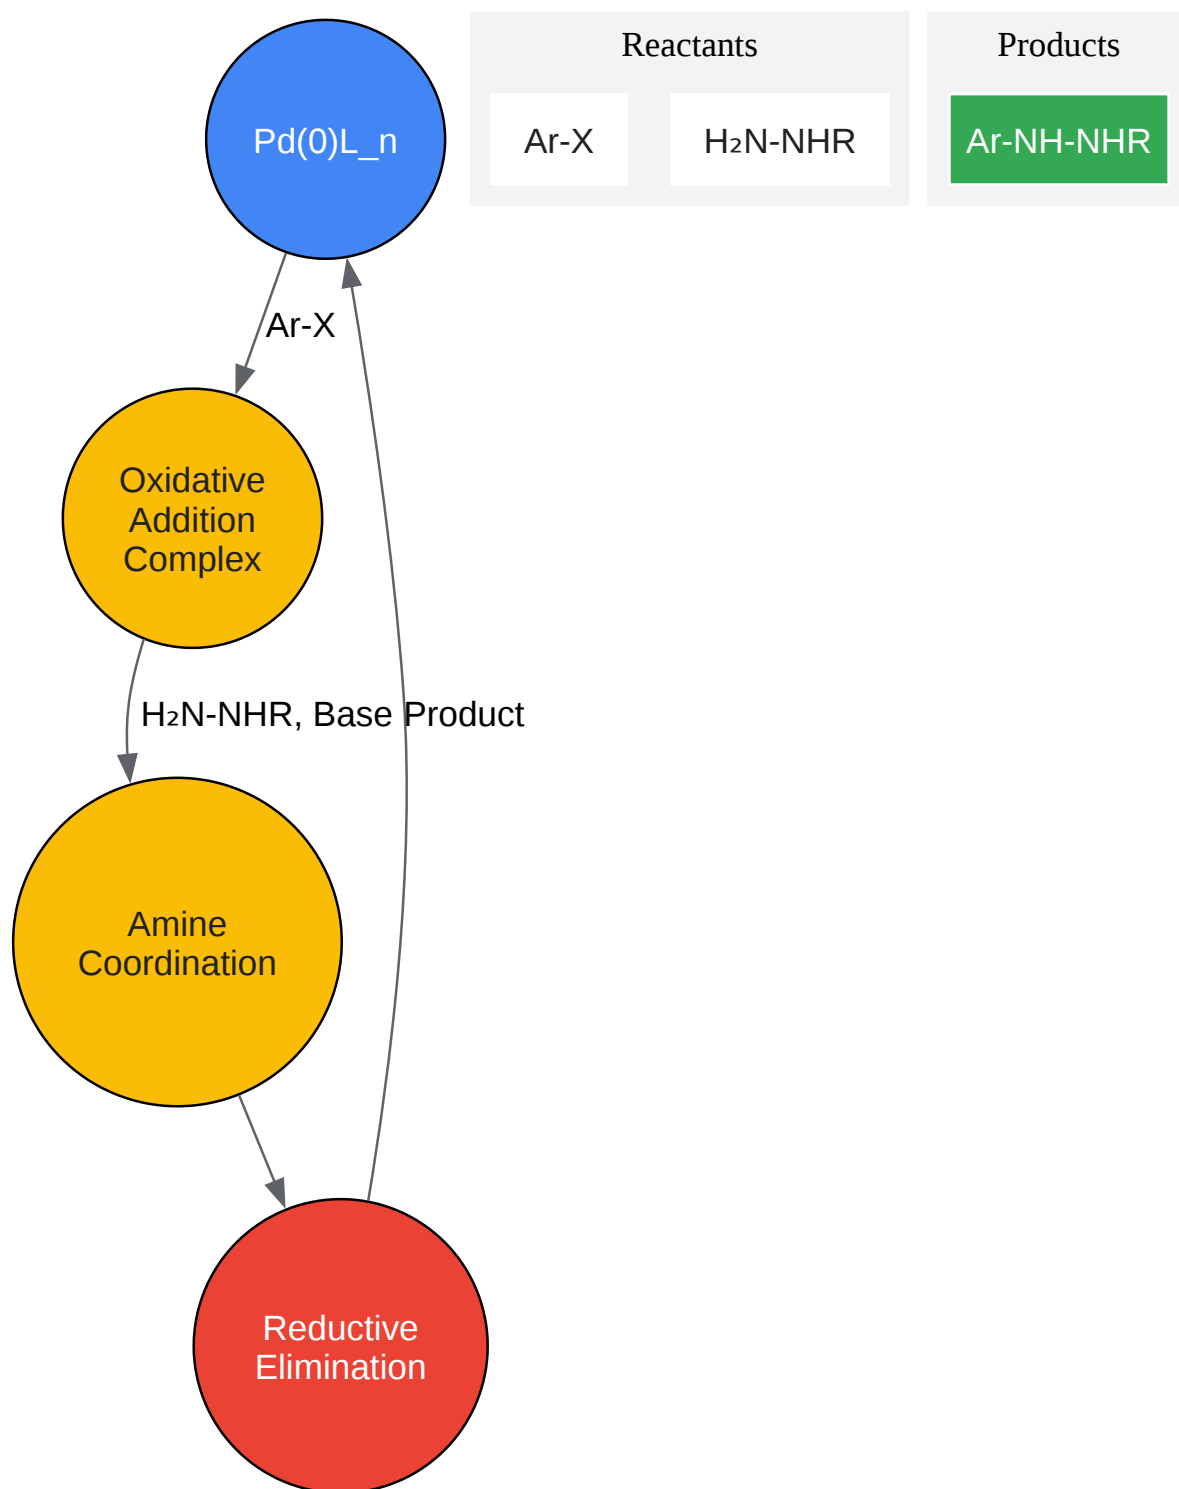 Reactants
Products
Pd(0)L_n
Ar-X
H₂N-NHR
Ar-NH-NHR
Ar-X
Oxidative
Addition
Complex
H₂N-NHR, Base
Product
Amine
Coordination
Reductive
Elimination